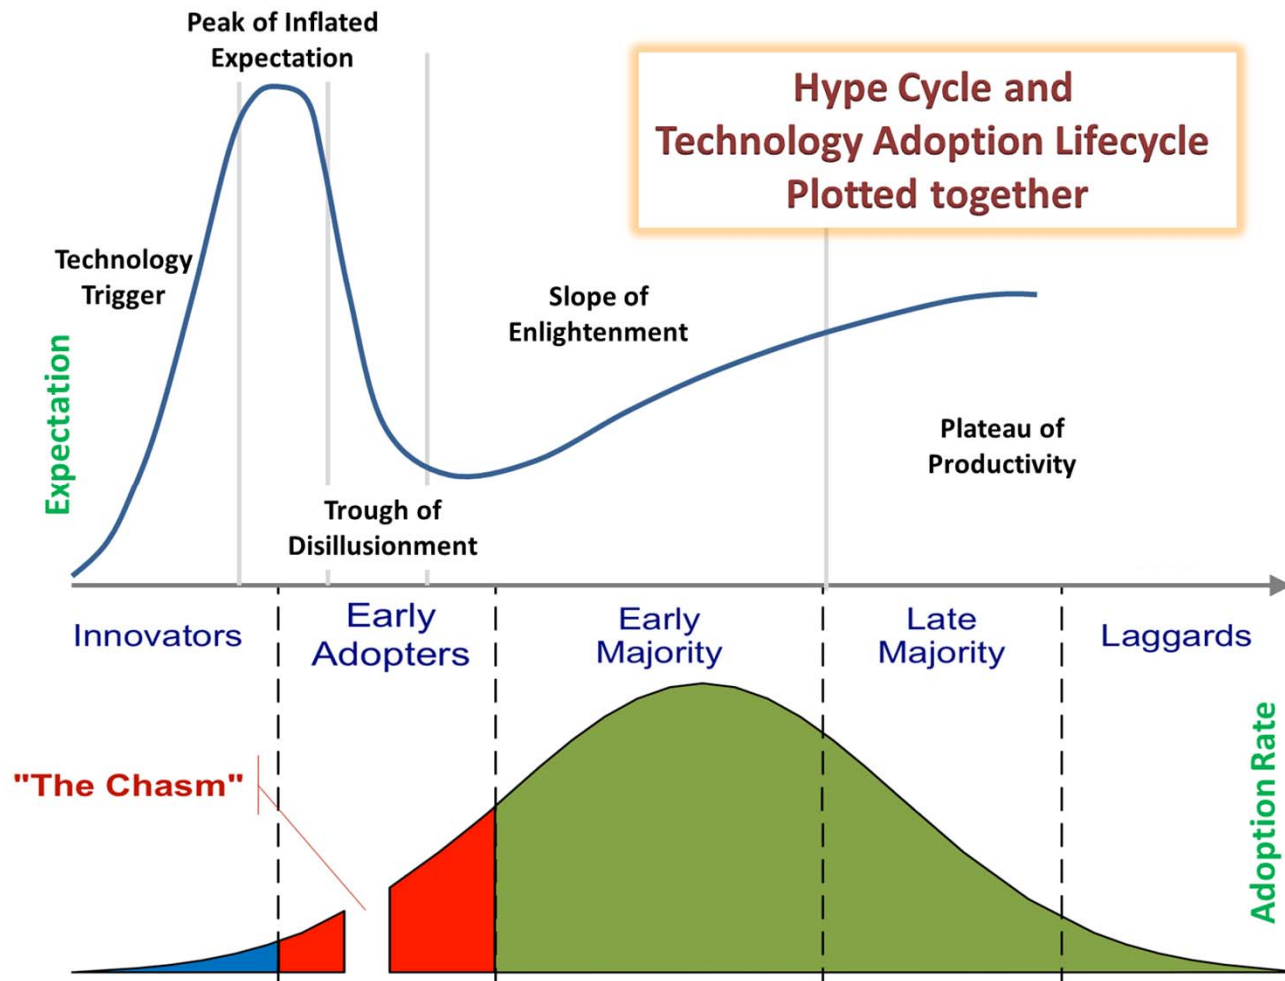 Peak of Inflated
Expectation
Hype Cycle and
Technology Adoption Lifecycle
Plotted together
Technology
Trigger
Slope of
Enlightenment
Expectation
Plateau of
Productivity
Trough of
Disillusionment
Innovators
Early
Adopters
Early
Majority
Late
Majority
Laggards
"The Chasm"
Adoption Rate